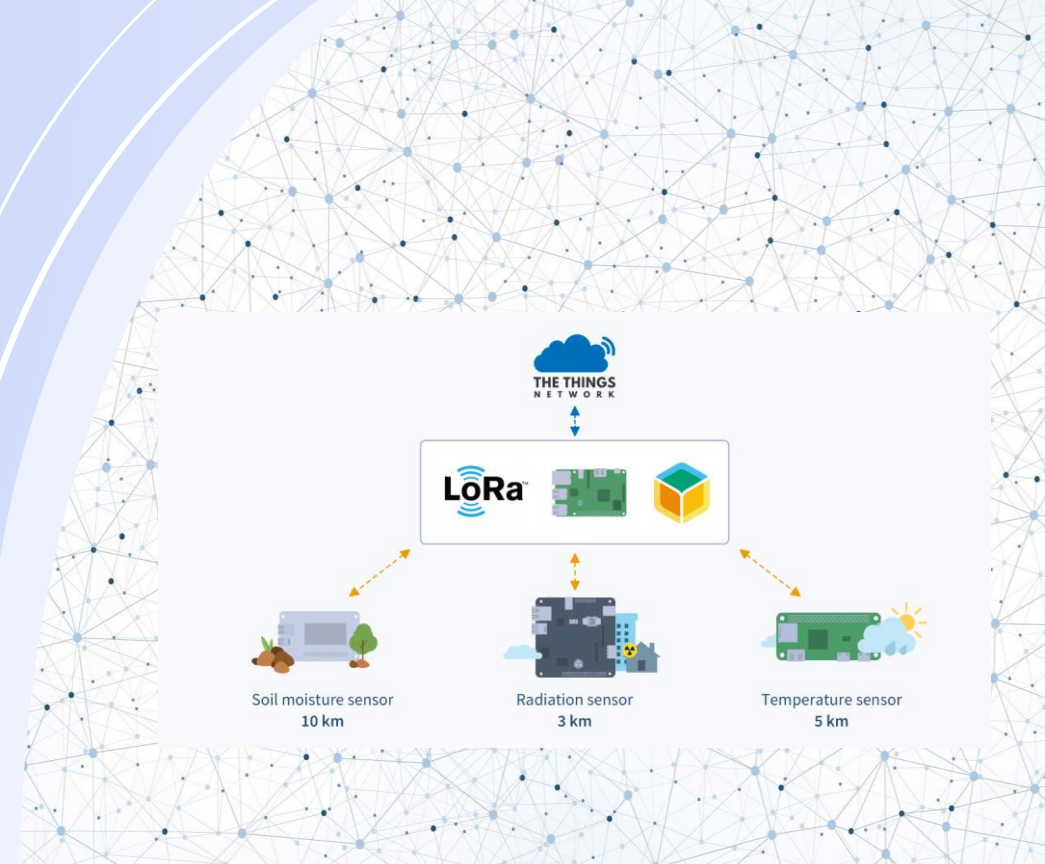 THE THINGS
NETWORK
LoRa™
Soil moisture sensor
10 km
Radiation sensor
3 km
Temperature sensor
5 km